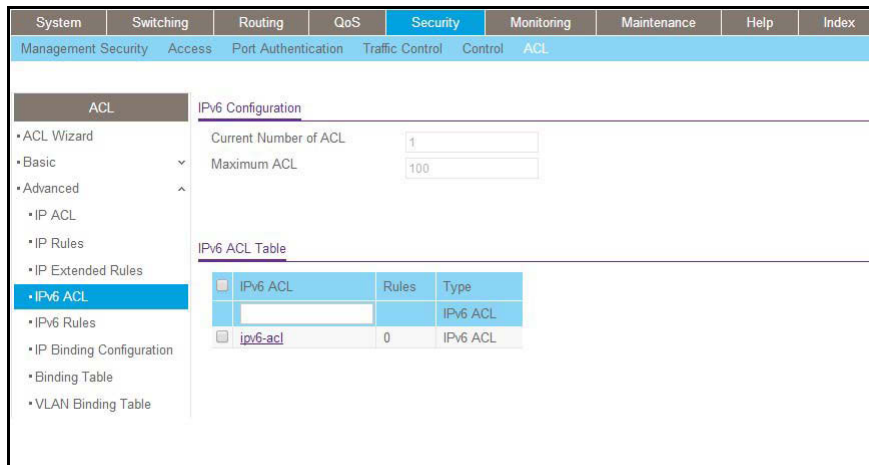 System Switching Routing QoS Security Monitoring Maintenance Help Index
Management Security Access Port Authentication Traffic Control Control ACL
ACL
ACL Wizard
Basic
Advanced
IP ACL
IP Rules
IP Extended Rules
IPv6 ACL
IPv6 Rules
IP Binding Configuration
Binding Table
VLAN Binding Table
IPv6 Configuration
Current Number of ACL 1
Maximum ACL 100
IPv6 ACL Table
IPv6 ACL Rules Type
IPv6 ACL
ipv6-acl 0 IPv6 ACL